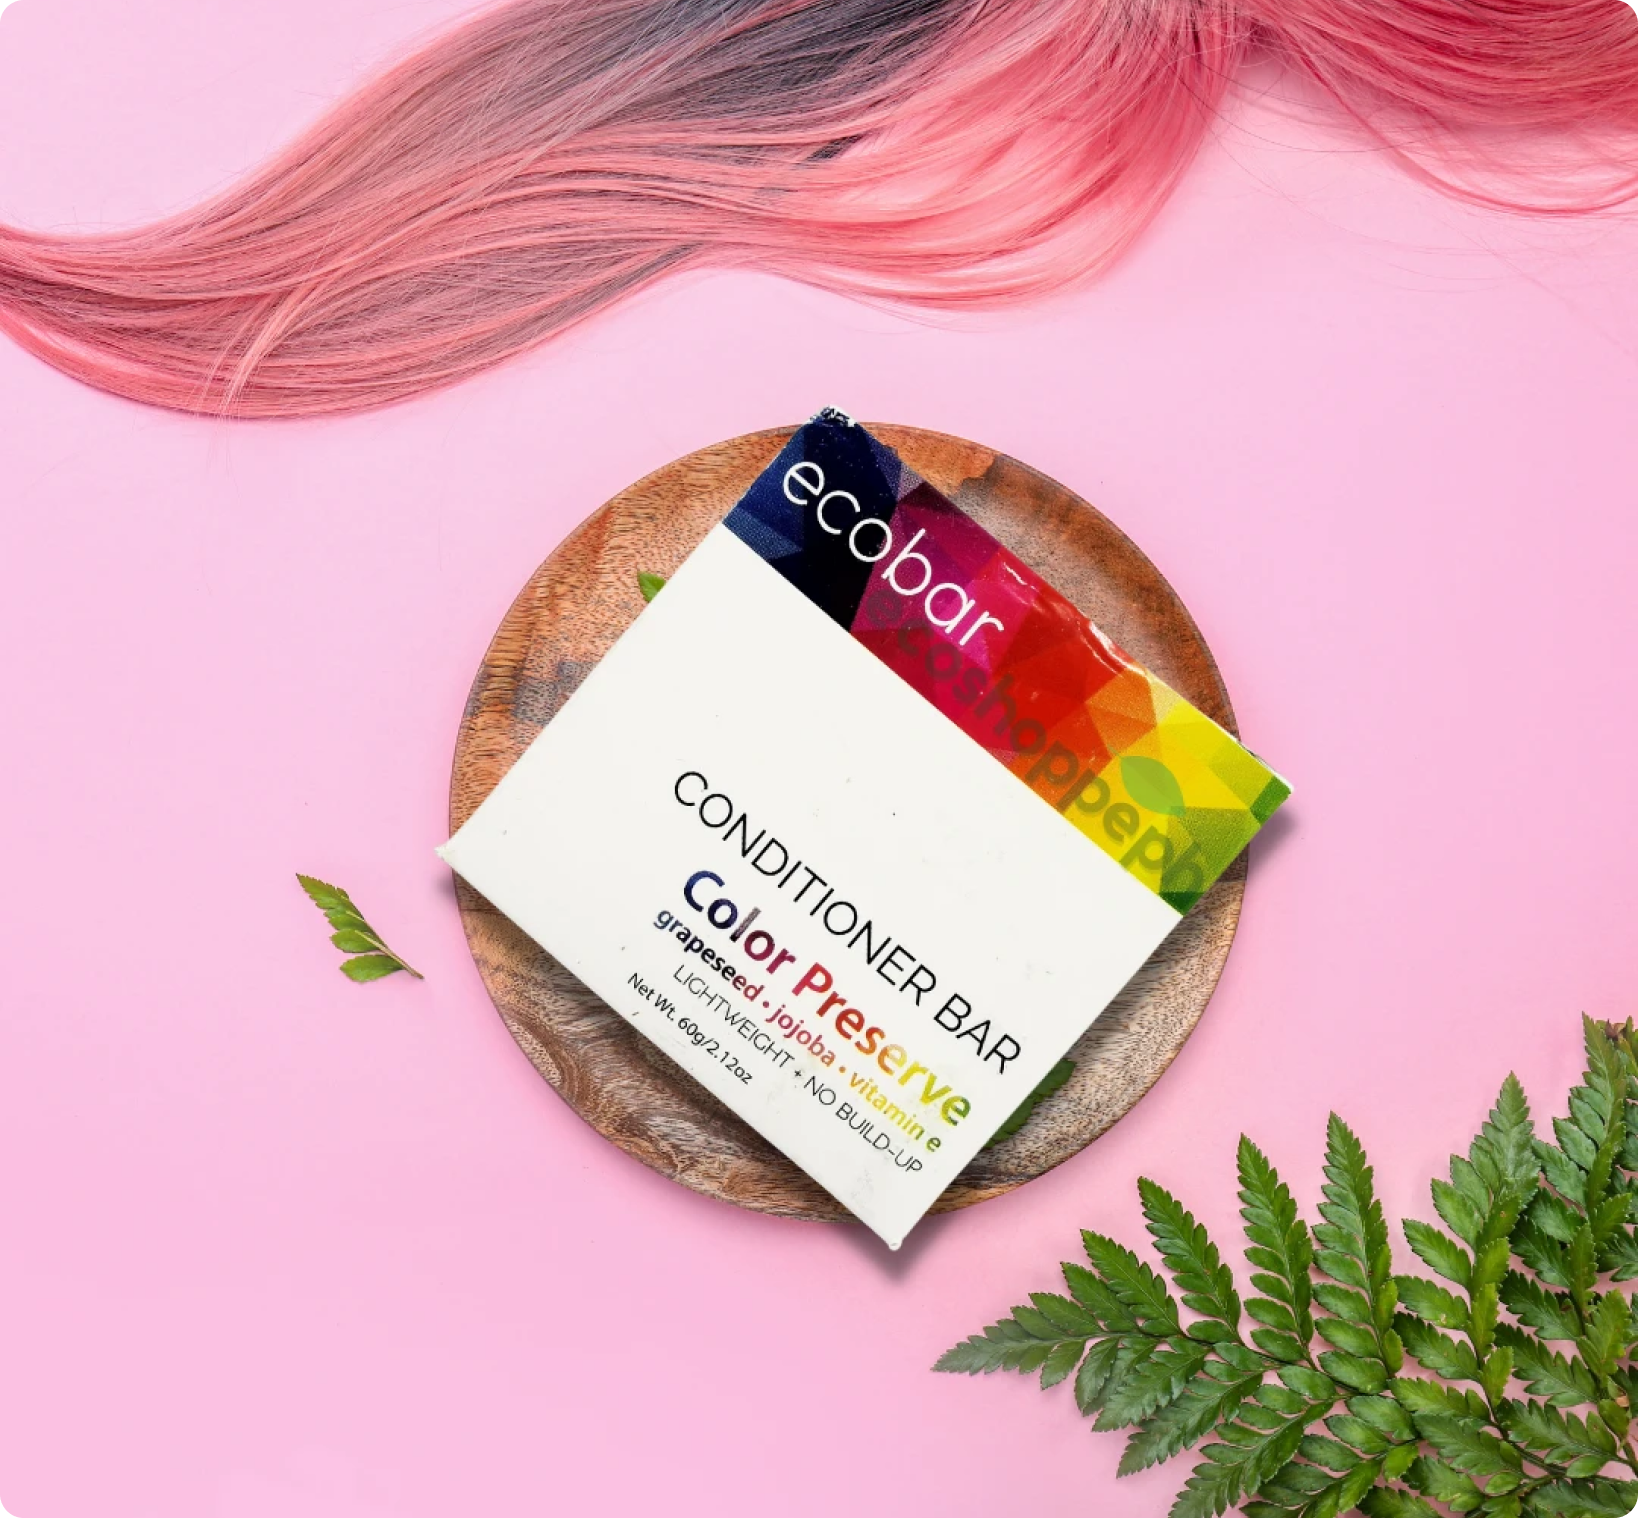 ecobar
ecoshoppeph
CONDITIONER BAR
Color Preserve
grapeseed • jojoba • vitamin e
LIGHTWEIGHT + NO BUILD-UP
Net Wt. 60g/2.12oz